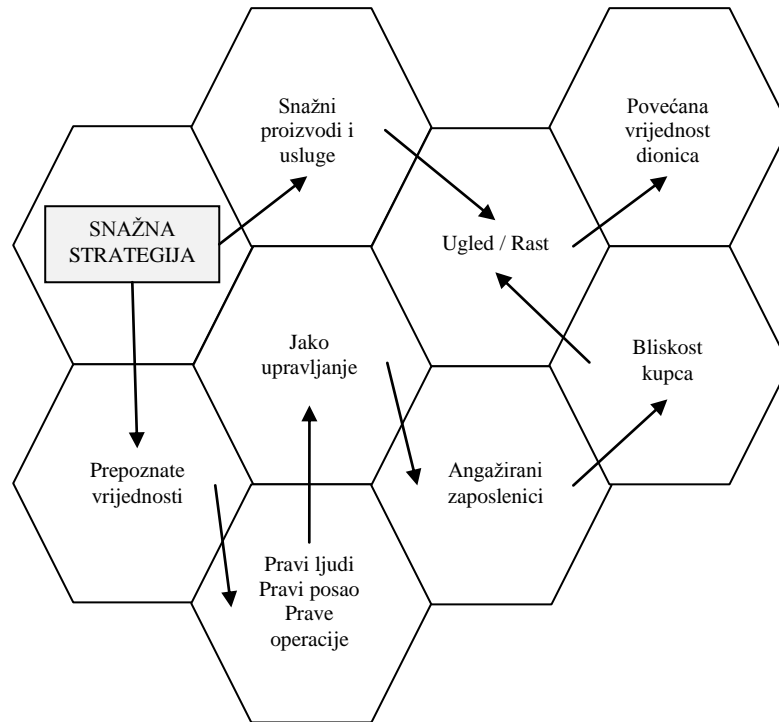 Snažni
proizvodi i
usluge
Povećana
vrijednost
dionica
SNAŽNA
STRATEGIJA
Ugled / Rast
Jako
upravljanje
Bliskost
kupca
Prepoznate
vrijednosti
Angažirani
zaposlenici
Pravi ljudi
Pravi posao
Prave
operacije